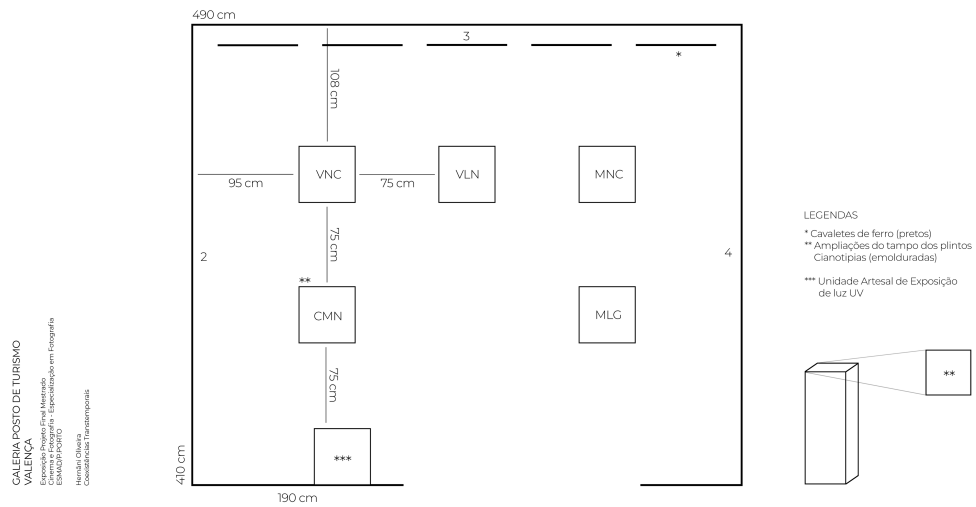 490 cm
3
*
108 cm
VNC
VLN
MNC
95 cm
75 cm
75 cm
2
4
**
CMN
MLG
75 cm
***
410 cm
190 cm
LEGENDAS
* Cavaletes de ferro (pretos)
** Ampliações do tampo dos plintos
Cianotipias (emolduradas)
*** Unidade Artesal de Exposição
de luz UV
**
GALERIA POSTO DE TURISMO
VALENÇA
Exposição Projeto Final Mestrado
Cinema e Fotografia - Especialização em Fotografia
ESMAD/P.PORTO
Hernâni Oliveira
Coexistências Transtemporais